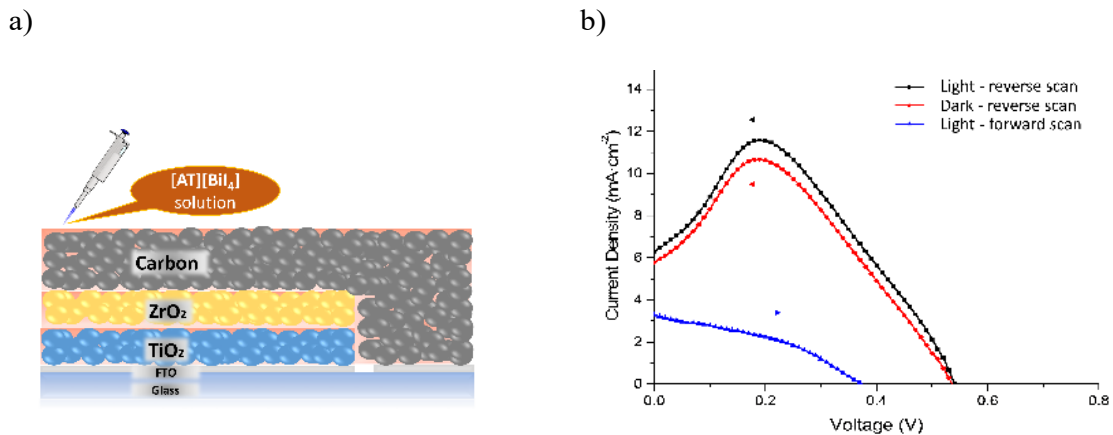 a)
b)
[AT][BiI₄]
solution
Carbon
ZrO₂
TiO₂
FTO
Glass
Light - reverse scan
Dark - reverse scan
Light - forward scan
Current Density (mA·cm⁻²)
14
12
10
8
6
4
2
0
0.0 0.2 0.4 0.6 0.8
Voltage (V)